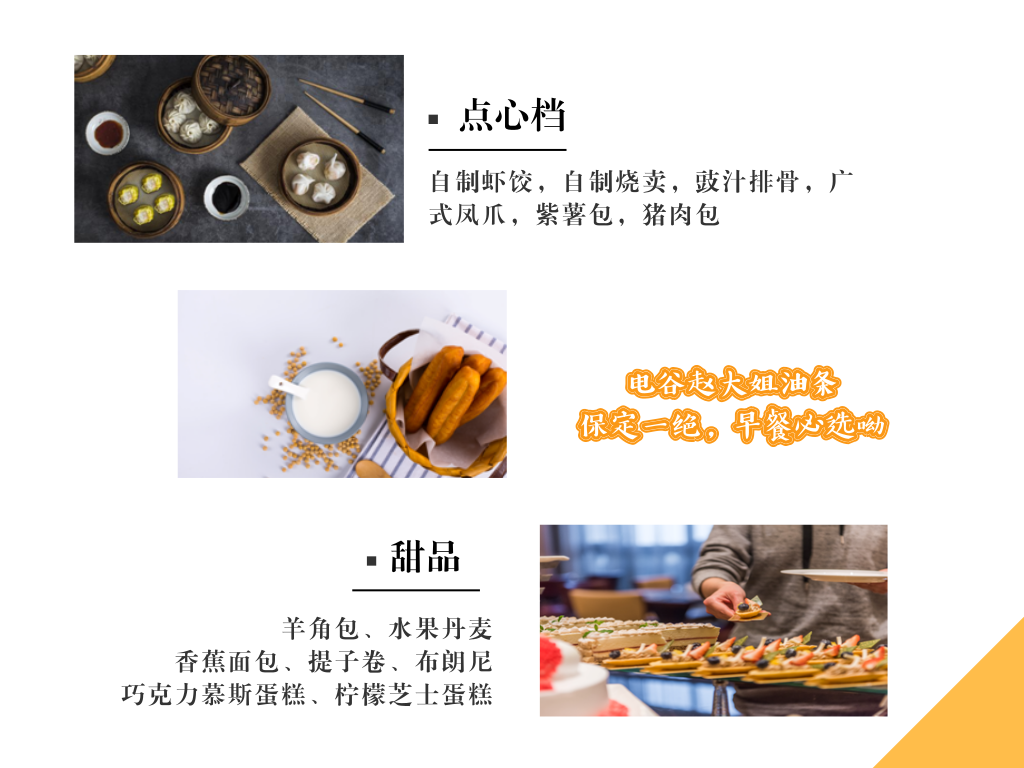 点心档
自制虾饺，自制烧卖，豉汁排骨，广
式凤爪，紫薯包，猪肉包
电谷赵大姐油条
保定一绝，早餐必选呦
甜品
羊角包、水果丹麦
香蕉面包、提子卷、布朗尼
巧克力慕斯蛋糕、柠檬芝士蛋糕